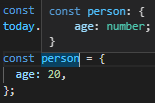 const
const person: {
today.
age: number;
}
const person = {
age: 20,
};